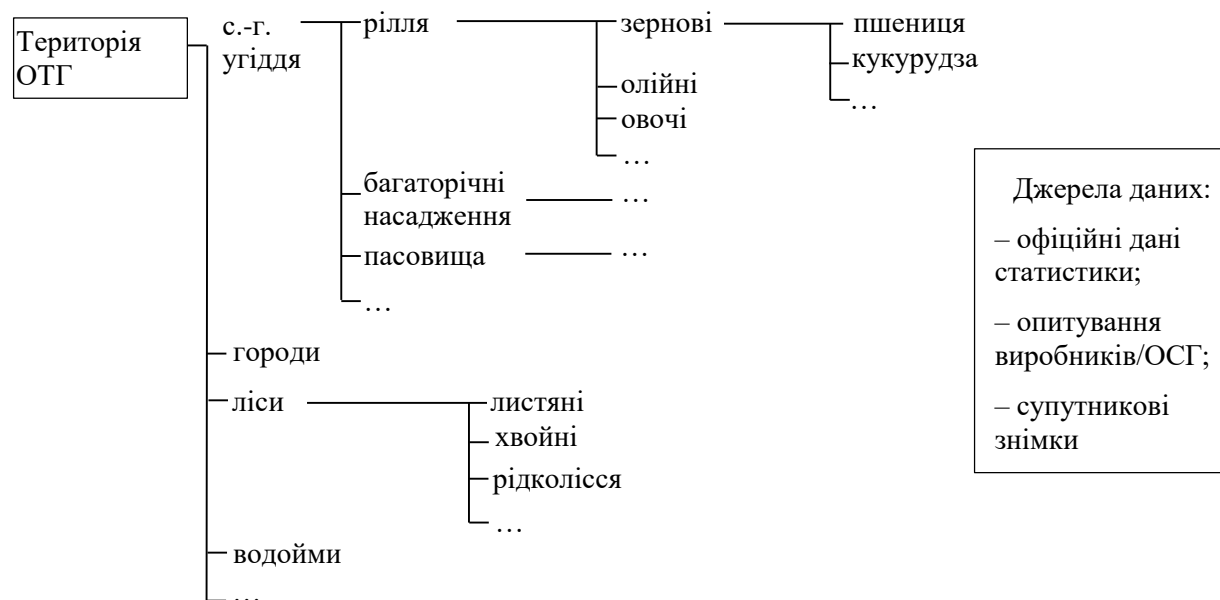 Територія
ОТГ
с.-г.
угіддя
рілля
зернові
пшениця
кукурудза
…
олійні
овочі
…
багаторічні
насадження
…
пасовища
…
…
городи
ліси
листяні
хвойні
рідколісся
…
водойми
…
Джерела даних:
– офіційні дані
статистики;
– опитування
виробників/ОСГ;
– супутникові
знімки